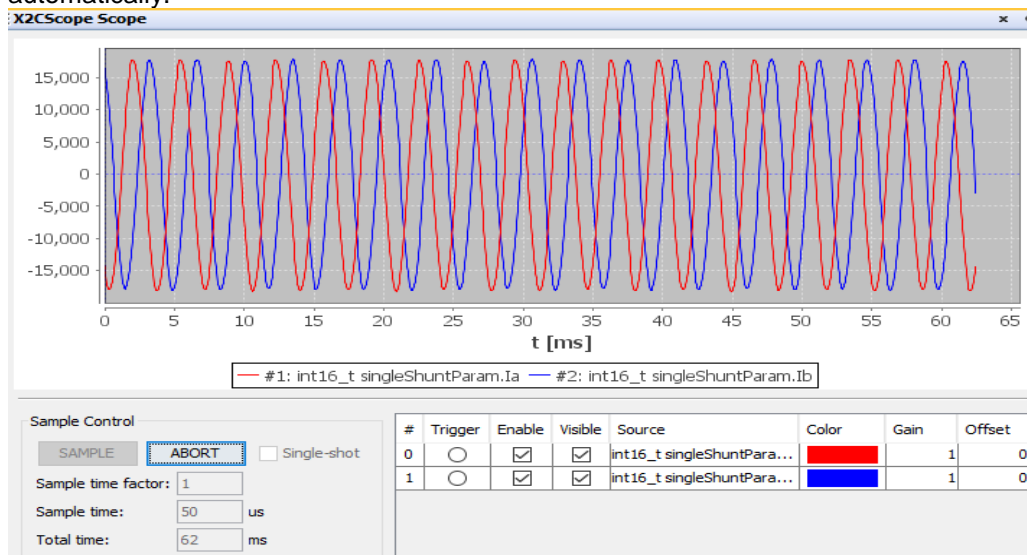 automatically.
X2CScope Scope
15,000
10,000
5,000
0
-5,000
-10,000
-15,000
0 5 10 15 20 25 30 35 40 45 50 55 60 65
t [ms]
#1: int16_t singleShuntParam.Ia #2: int16_t singleShuntParam.Ib
Sample Control
SAMPLE ABORT Single-shot
Sample time factor: 1
Sample time: 50 us
Total time: 62 ms
# Trigger Enable Visible Source Color Gain Offset
0 int16_t singleShuntPara... 1 0
1 int16_t singleShuntPara... 1 0